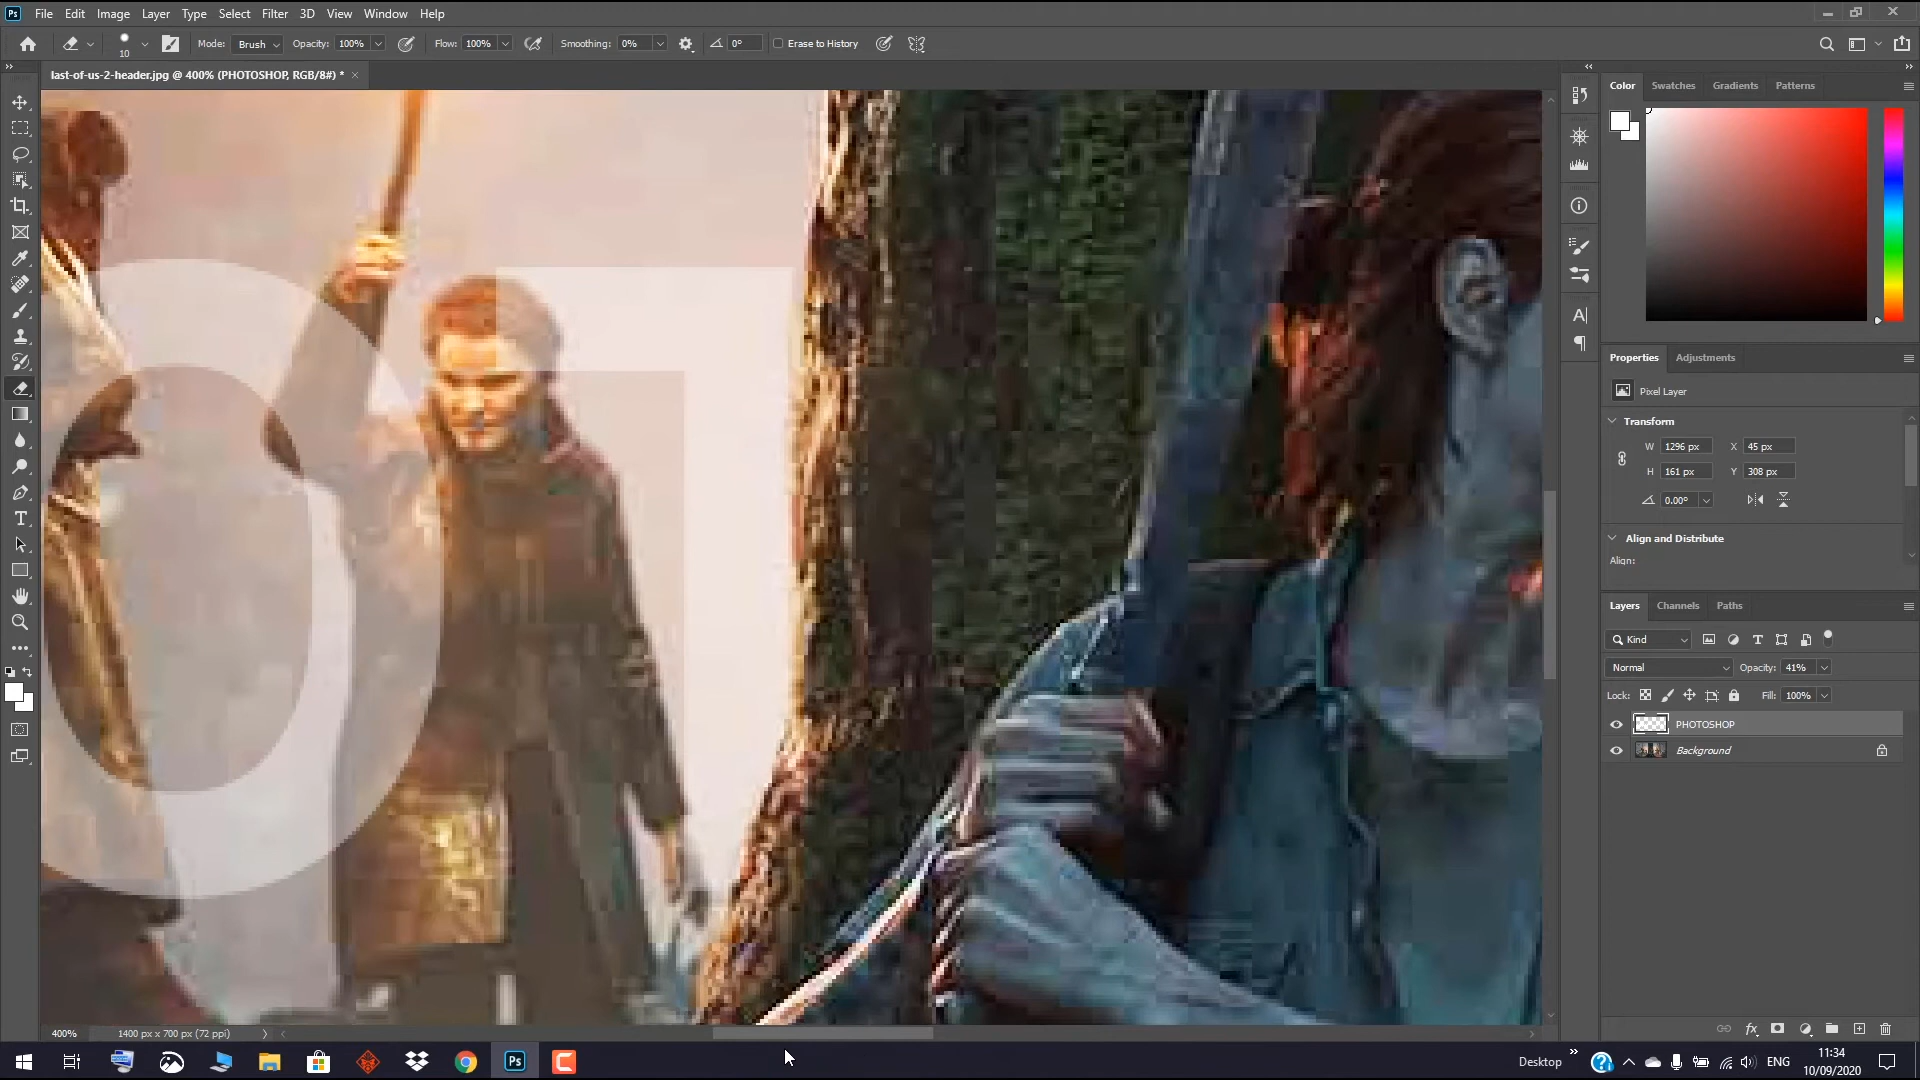 Ps File Edit Image Layer Type Select Filter 3D View Window Help
10 Mode: Brush Opacity: 100% Flow: 100% Smoothing: 0% 0° Erase to History
last-of-us-2-header.jpg @ 400% (PHOTOSHOP, RGB/8#) *
Color Swatches Gradients Patterns
Properties Adjustments
Pixel Layer
Transform
W 1296 px X 45 px
H 161 px Y 308 px
0.00°
Align and Distribute
Align:
Layers Channels Paths
Kind
Normal Opacity: 41%
Lock: Fill: 100%
PHOTOSHOP
Background
400% 1400 px x 700 px (72 ppi)
Ps Desktop ENG 11:34
10/09/2020